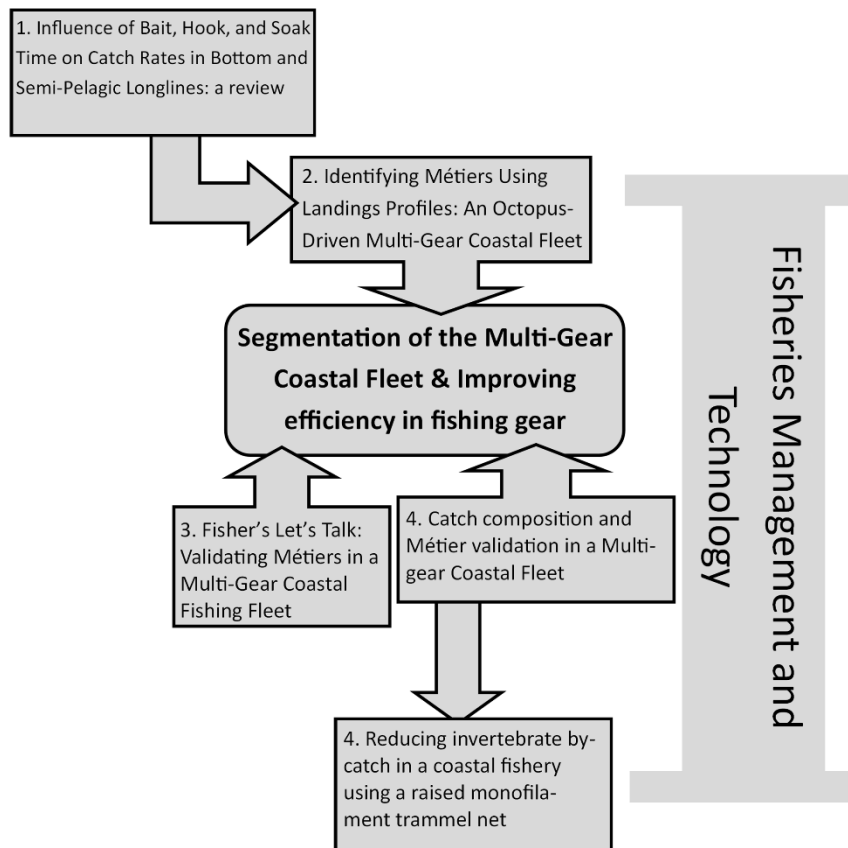 1. Influence of Bait, Hook, and Soak
Time on Catch Rates in Bottom and
Semi-Pelagic Longlines: a review
2. Identifying Métiers Using
Landings Profiles: An Octopus-
Driven Multi-Gear Coastal Fleet
Segmentation of the Multi-Gear
Coastal Fleet & Improving
efficiency in fishing gear
3. Fisher's Let's Talk:
Validating Métiers in a
Multi-Gear Coastal
Fishing Fleet
4. Catch composition and
Métier validation in a Multi-
gear Coastal Fleet
4. Reducing invertebrate by-
catch in a coastal fishery
using a raised monofila-
ment trammel net
Fisheries Management and
Technology